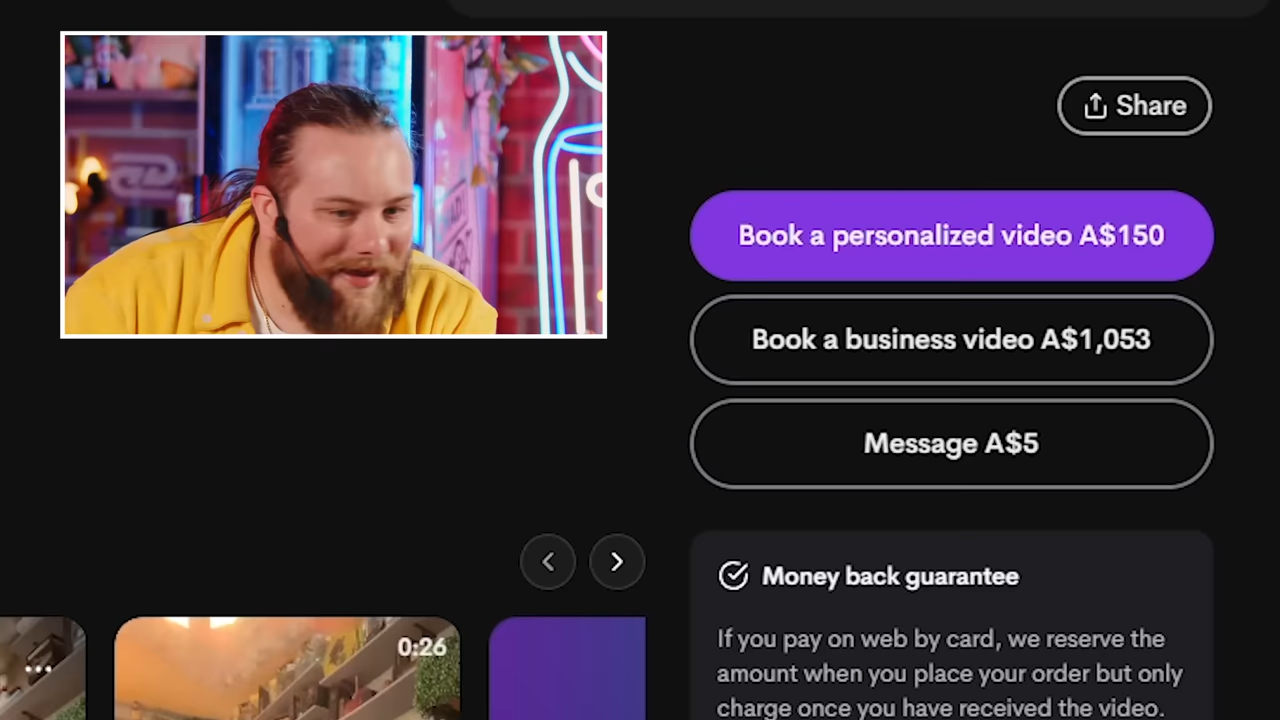 Share
Book a personalized video A$150
Book a business video A$1,053
Message A$5
Money back guarantee
0:26
If you pay on web by card, we reserve the
amount when you place your order but only
charge once you have received the video.